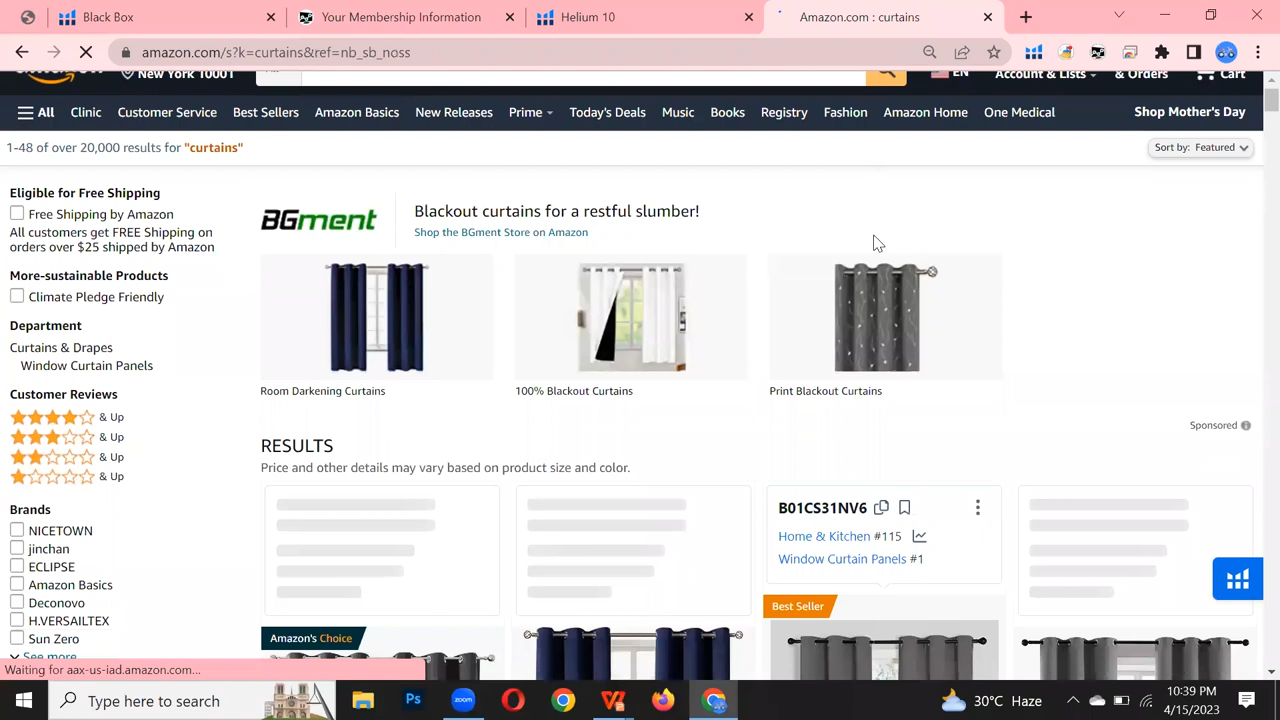 Black Box
Your Membership Information
Helium 10
Amazon.com : curtains
amazon.com/s?k=curtains&ref=nb_sb_noss
New York 10001
EN
Account & Lists
& Orders
Cart
All
Clinic
Customer Service
Best Sellers
Amazon Basics
New Releases
Prime
Today's Deals
Music
Books
Registry
Fashion
Amazon Home
One Medical
Shop Mother's Day
1-48 of over 20,000 results for "curtains"
Sort by: Featured
Eligible for Free Shipping
Free Shipping by Amazon
All customers get FREE Shipping on
orders over $25 shipped by Amazon
More-sustainable Products
Climate Pledge Friendly
Department
Curtains & Drapes
Window Curtain Panels
Customer Reviews
& Up
& Up
& Up
& Up
Brands
NICETOWN
jinchan
ECLIPSE
Amazon Basics
Deconovo
H.VERSAILTEX
Sun Zero
See more
BGment
Blackout curtains for a restful slumber!
Shop the BGment Store on Amazon
Room Darkening Curtains
100% Blackout Curtains
Print Blackout Curtains
Sponsored
RESULTS
Price and other details may vary based on product size and color.
B01CS31NV6
Home & Kitchen #115
Window Curtain Panels #1
Best Seller
Amazon's Choice
Waiting for aax-us-iad.amazon.com...
Type here to search
Ps
zoom
30°C Haze
10:39 PM
4/15/2023